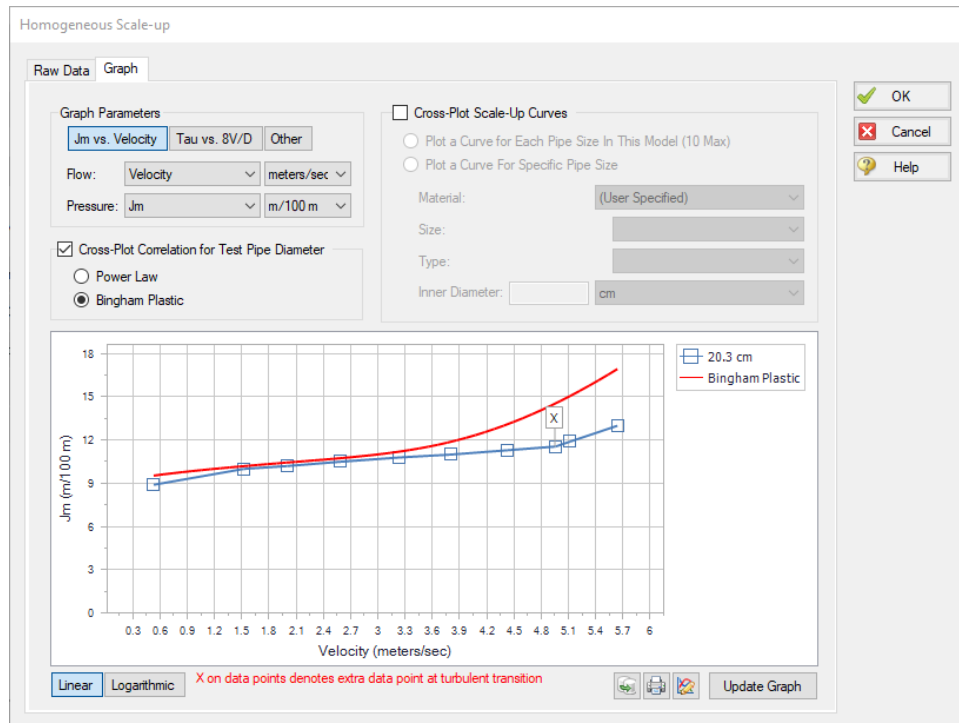 Homogeneous Scale-up
Raw Data
Graph
Graph Parameters
Jm vs. Velocity
Tau vs. 8V/D
Other
Flow:
Velocity
meters/sec
Pressure:
Jm
m/100 m
Cross-Plot Correlation for Test Pipe Diameter
Power Law
Bingham Plastic
Cross-Plot Scale-Up Curves
Plot a Curve for Each Pipe Size In This Model (10 Max)
Plot a Curve For Specific Pipe Size
Material:
(User Specified)
Size:
Type:
Inner Diameter:
cm
OK
Cancel
Help
18
15
12
9
6
3
0
Jm (m/100 m)
X
0.3 0.6 0.9 1.2 1.5 1.8 2.1 2.4 2.7 3 3.3 3.6 3.9 4.2 4.5 4.8 5.1 5.4 5.7 6
Velocity (meters/sec)
20.3 cm
Bingham Plastic
Linear
Logarithmic
X on data points denotes extra data point at turbulent transition
Update Graph